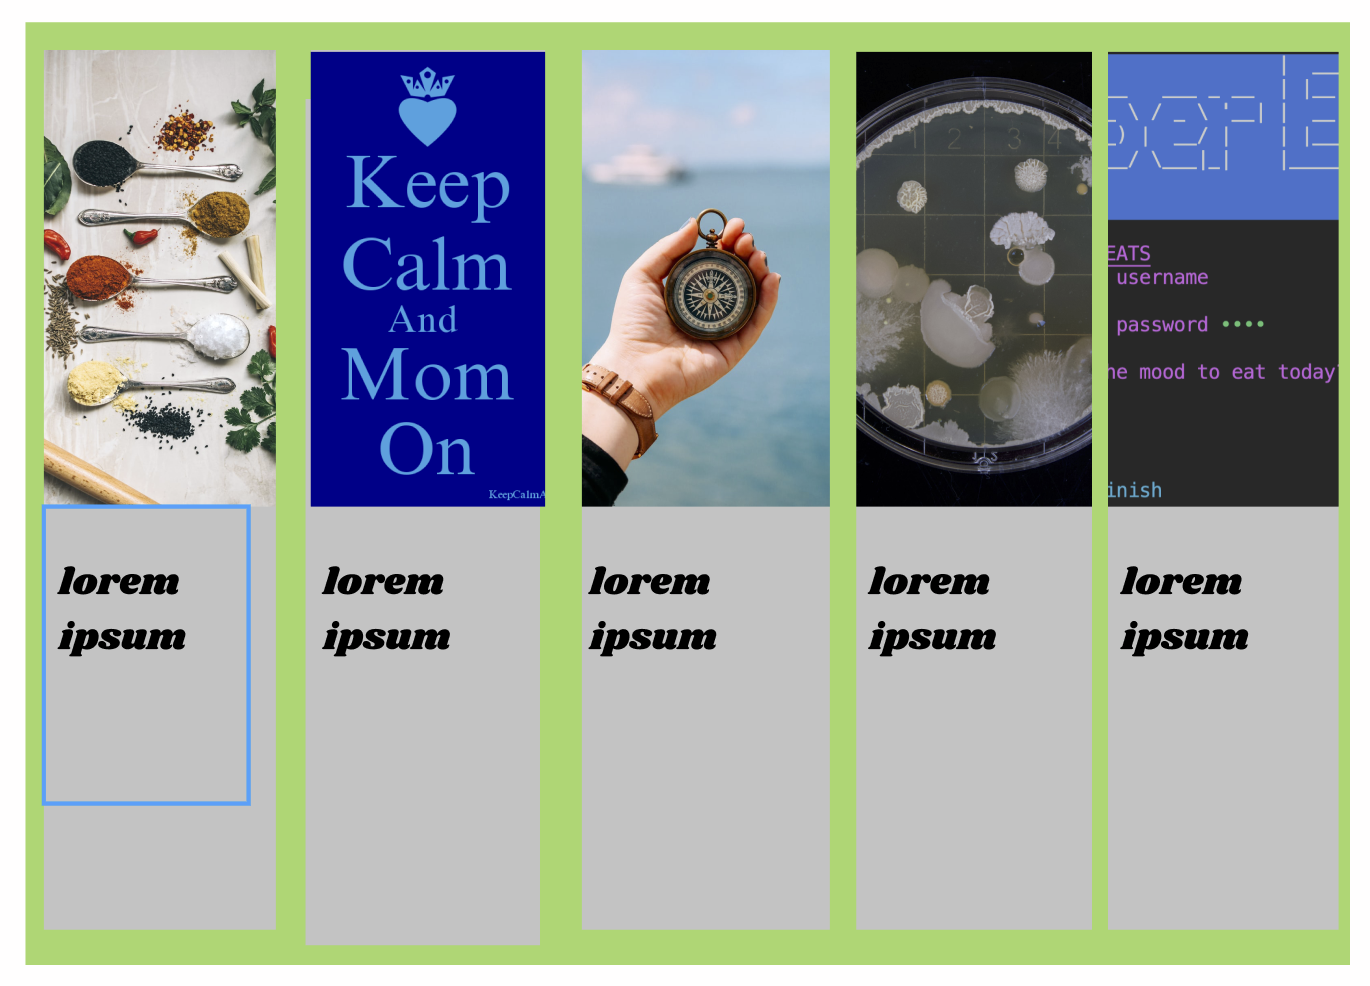 Keep
Calm
And
Mom
On
KeepCalmA
1 2 3 4
EATS
username
password ••••
he mood to eat today?
inish
lorem
ipsum
lorem
ipsum
lorem
ipsum
lorem
ipsum
lorem
ipsum